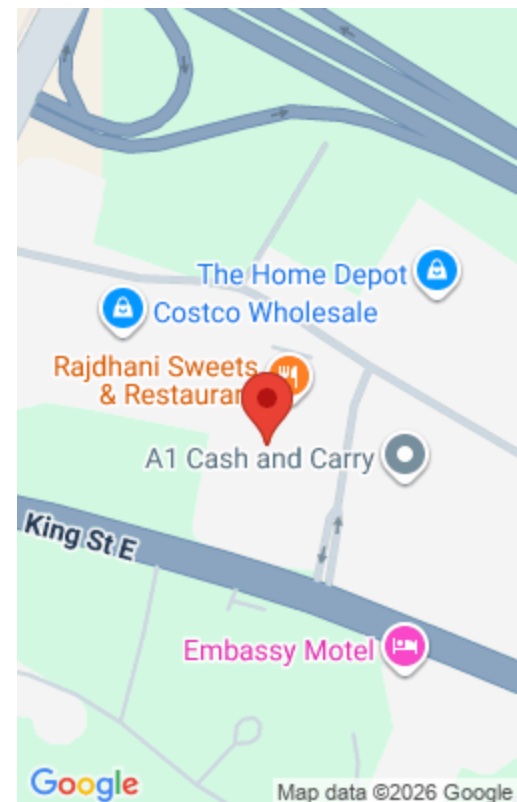 The Home Depot
Costco Wholesale
Rajdhani Sweets
& Restaurant
A1 Cash and Carry
King St E
Embassy Motel
Google
Map data ©2026 Google